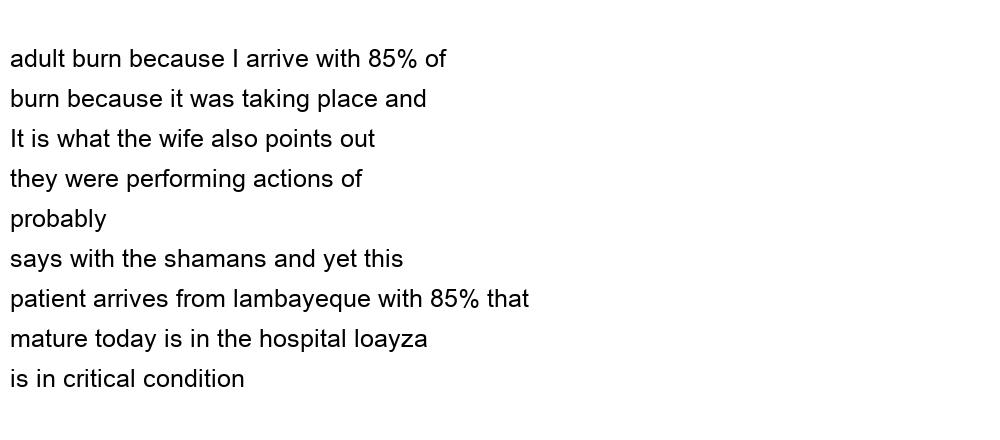 adult burn because I arrive with 85% of
burn because it was taking place and
It is what the wife also points out
they were performing actions of
probably
says with the shamans and yet this
patient arrives from lambayeque with 85% that
mature today is in the hospital loayza
is in critical condition